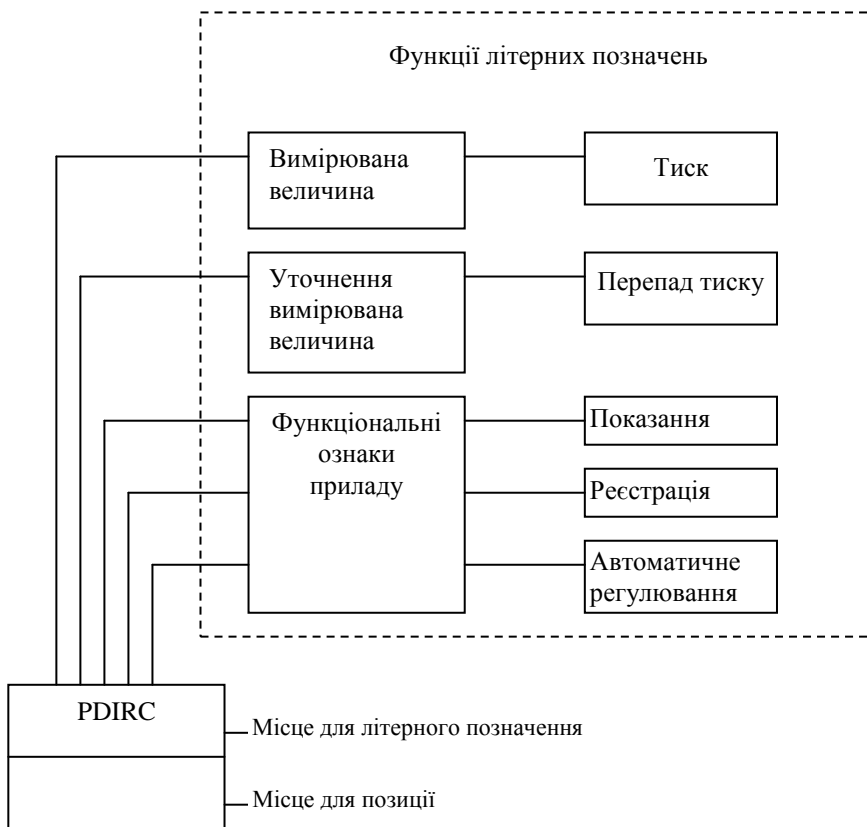 Функції літерних позначень
Вимірювана
величина
Тиск
Уточнення
вимірювана
величина
Перепад тиску
Функціональні
ознаки
приладу
Показання
Реєстрація
Автоматичне
регулювання
PDIRC
Місце для літерного позначення
Місце для позиції